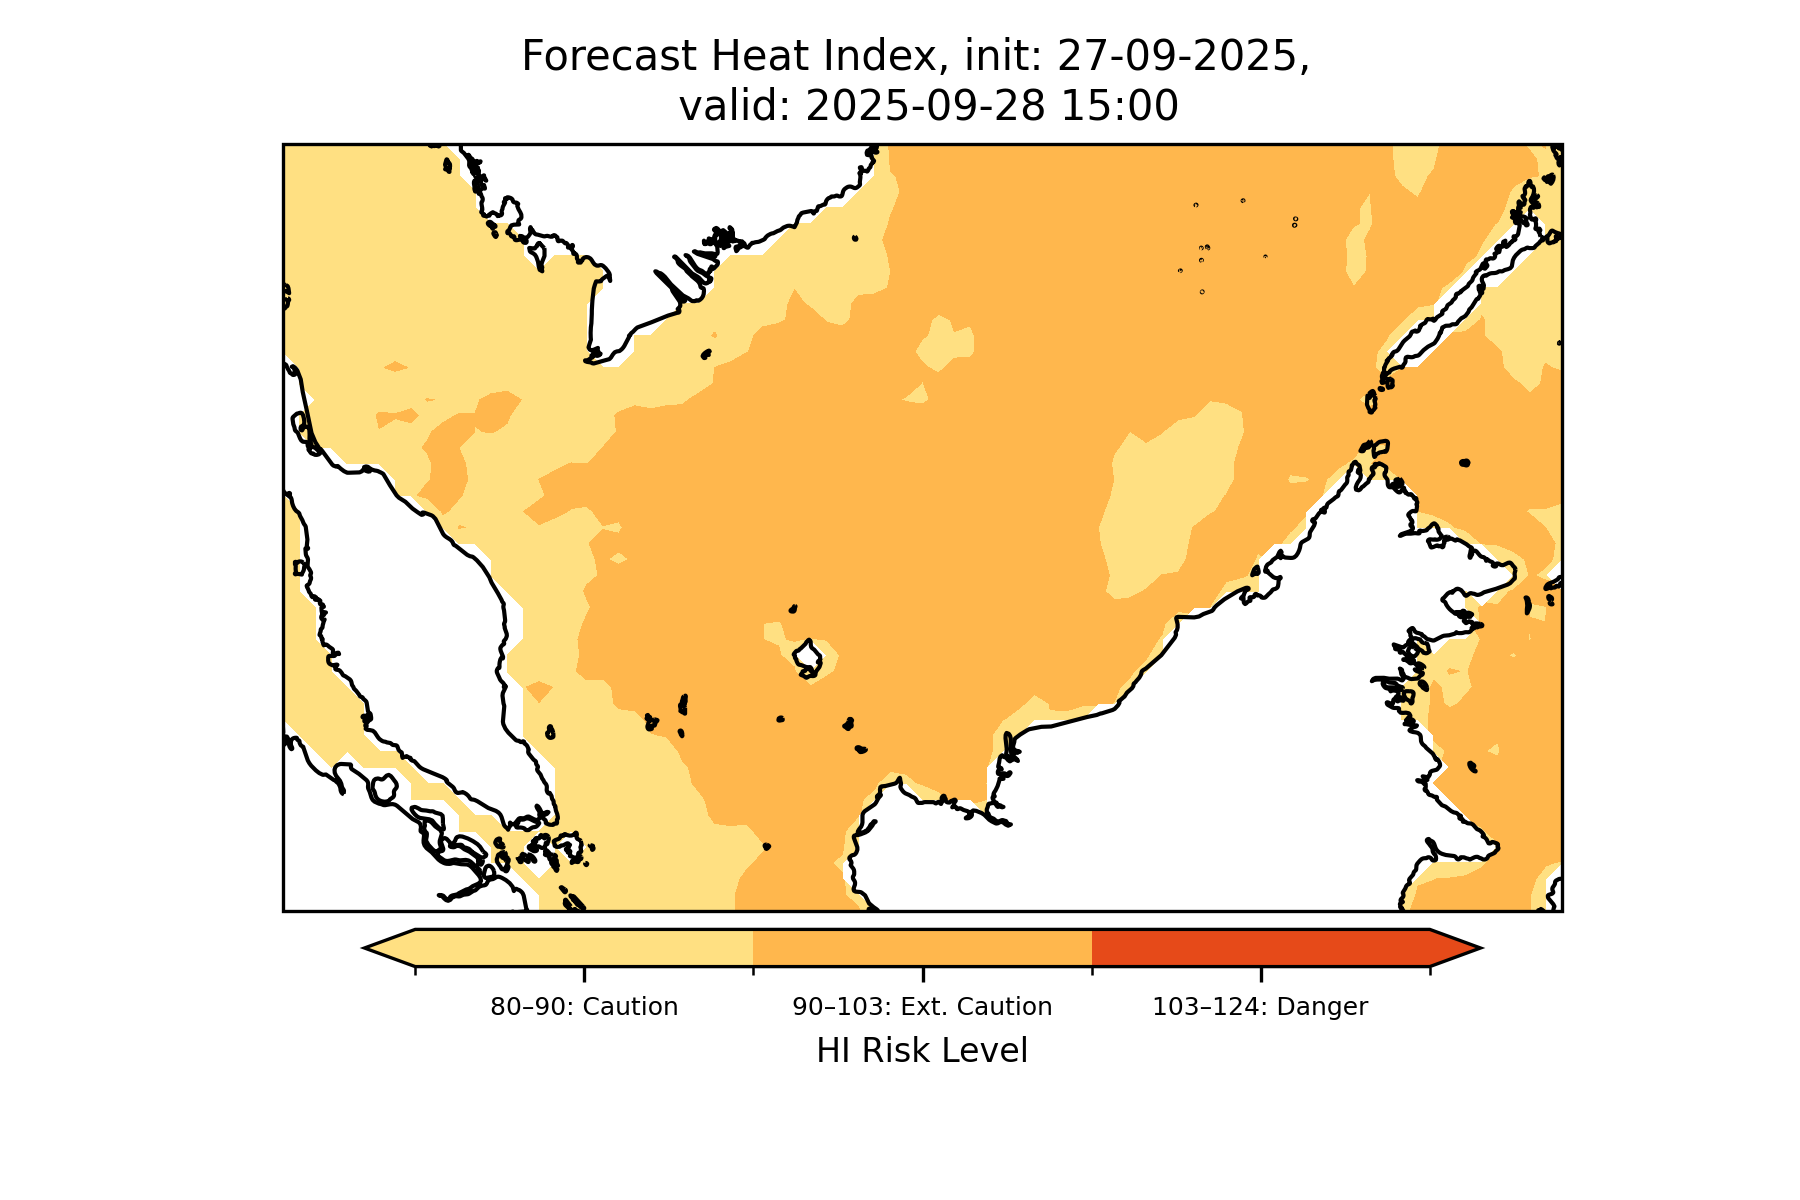 Forecast Heat Index, init: 27-09-2025,
valid: 2025-09-28 15:00
80–90: Caution
90–103: Ext. Caution
103–124: Danger
HI Risk Level